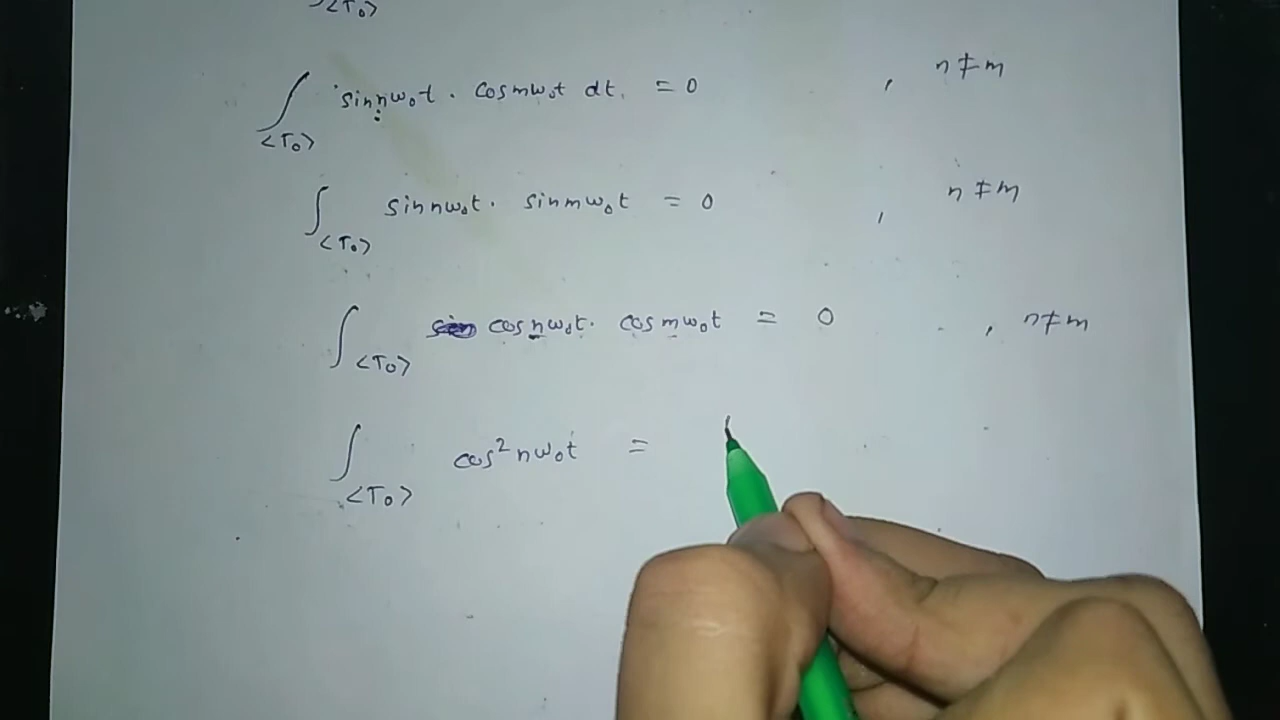 ∫<T₀>
∫<T₀> sin nω₀t · cos mω₀t dt = 0 , n ≠ m
∫<T₀> sin nω₀t · sin mω₀t = 0 , n ≠ m
∫<T₀> cos nω₀t · cos mω₀t = 0 , n ≠ m
∫<T₀> cos² nω₀t =